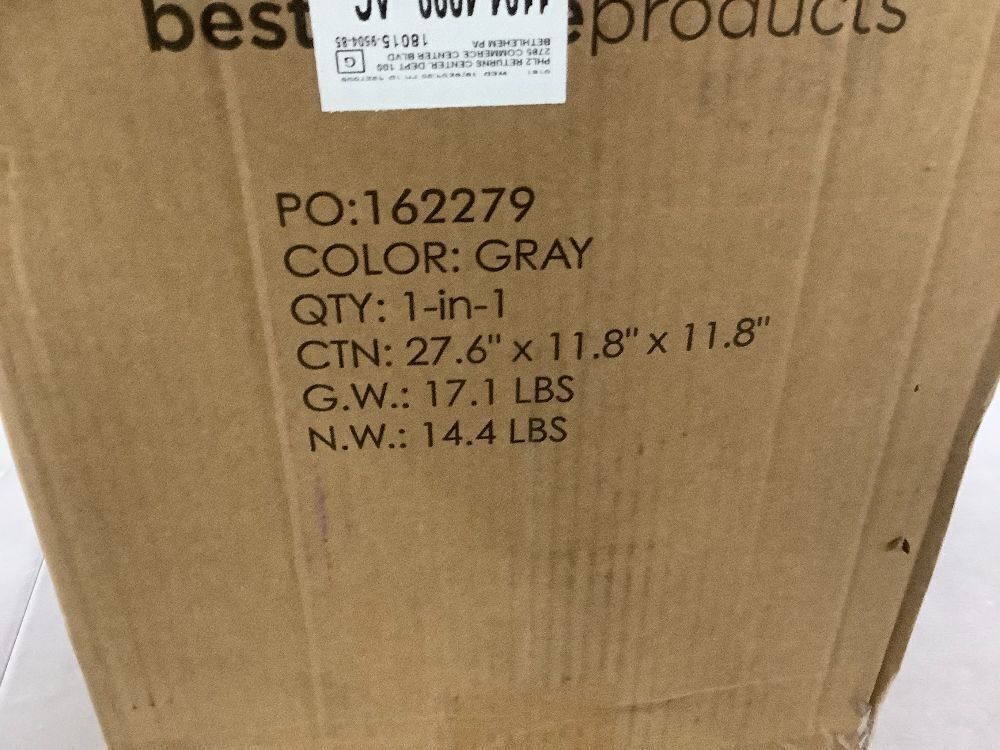 best eproducts
18015-9504-85
BETHLEHEM PA
2785 COMMERCE CENTER BLVD
PHL2 RETURNS CENTER, DEPT 100
G
PO:162279
COLOR: GRAY
QTY: 1-in-1
CTN: 27.6" x 11.8" x 11.8"
G.W.: 17.1 LBS
N.W.: 14.4 LBS